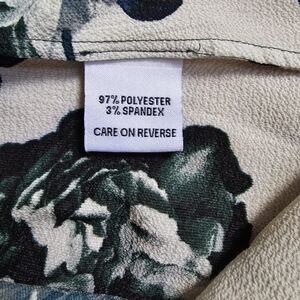 97% POLYESTER
3% SPANDEX
CARE ON REVERSE